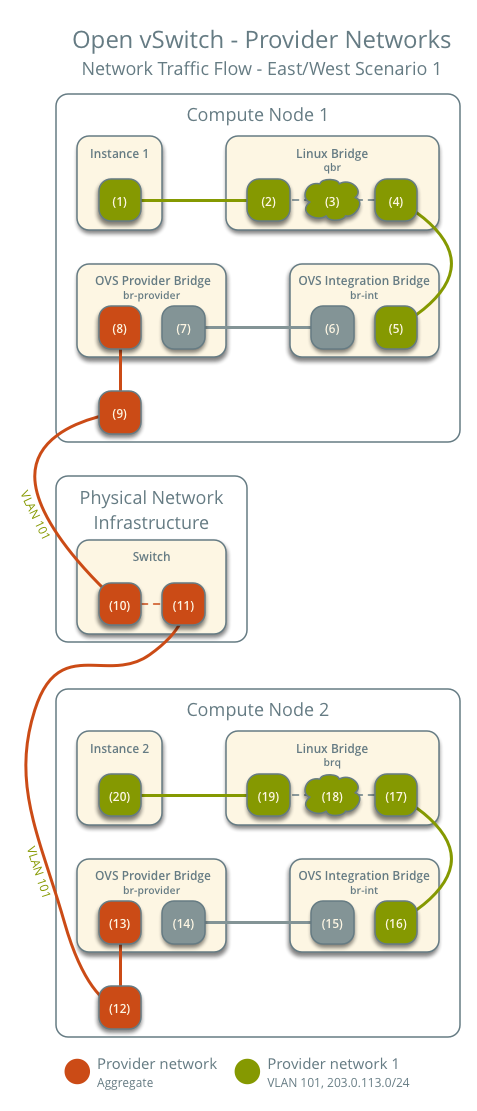 Open vSwitch - Provider Networks
Network Traffic Flow - East/West Scenario 1
Compute Node 1
Instance 1
Linux Bridge
qbr
(1)
(2)
(3)
(4)
OVS Provider Bridge
br-provider
OVS Integration Bridge
br-int
(8)
(7)
(6)
(5)
(9)
VLAN 101
Physical Network
Infrastructure
Switch
(10)
(11)
Compute Node 2
Instance 2
Linux Bridge
brq
(20)
(19)
(18)
(17)
VLAN 101
OVS Provider Bridge
br-provider
OVS Integration Bridge
br-int
(13)
(14)
(15)
(16)
(12)
Provider network
Aggregate
Provider network 1
VLAN 101, 203.0.113.0/24